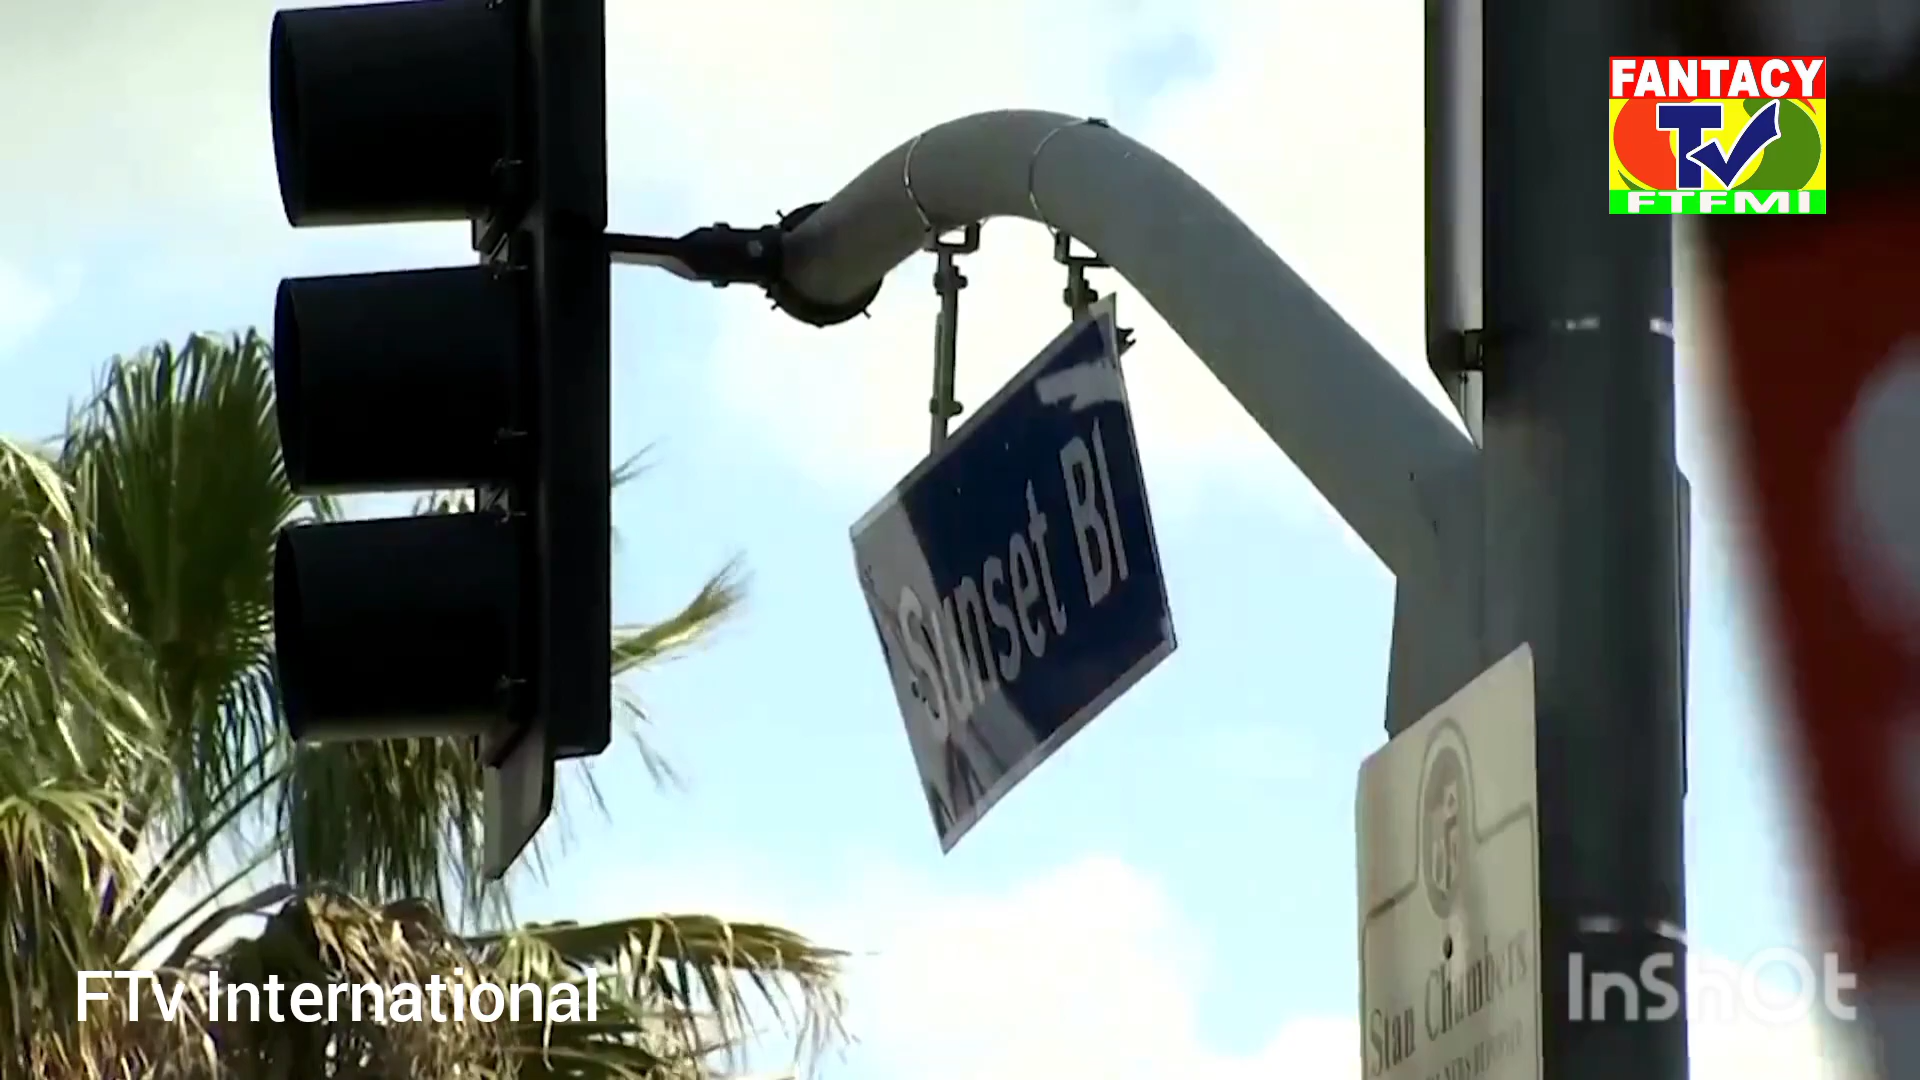 FANTACY
TV
FTFMI
Sunset Bl
Stan Chambers
FTv International
InShOt